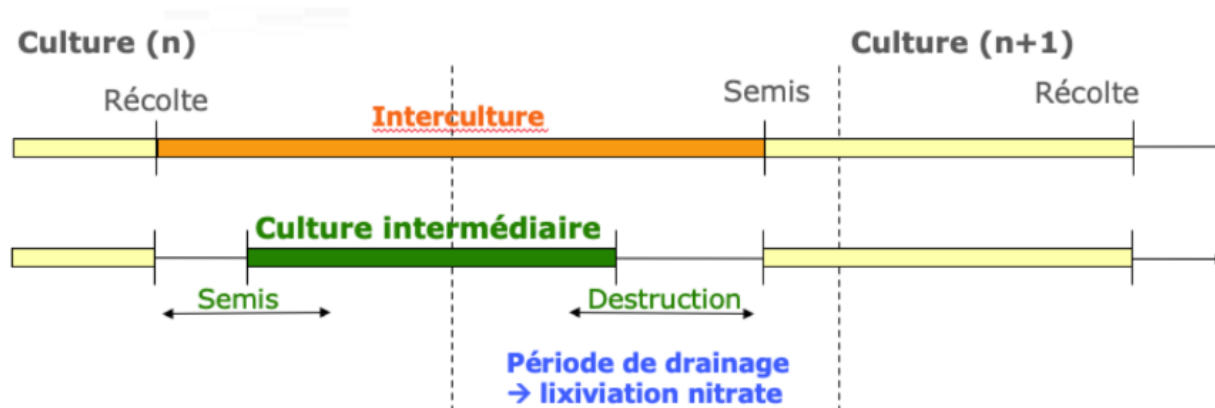 Culture (n)
Culture (n+1)
Récolte
Semis
Récolte
Interculture
Culture intermédiaire
Semis
Destruction
Période de drainage
→ lixiviation nitrate